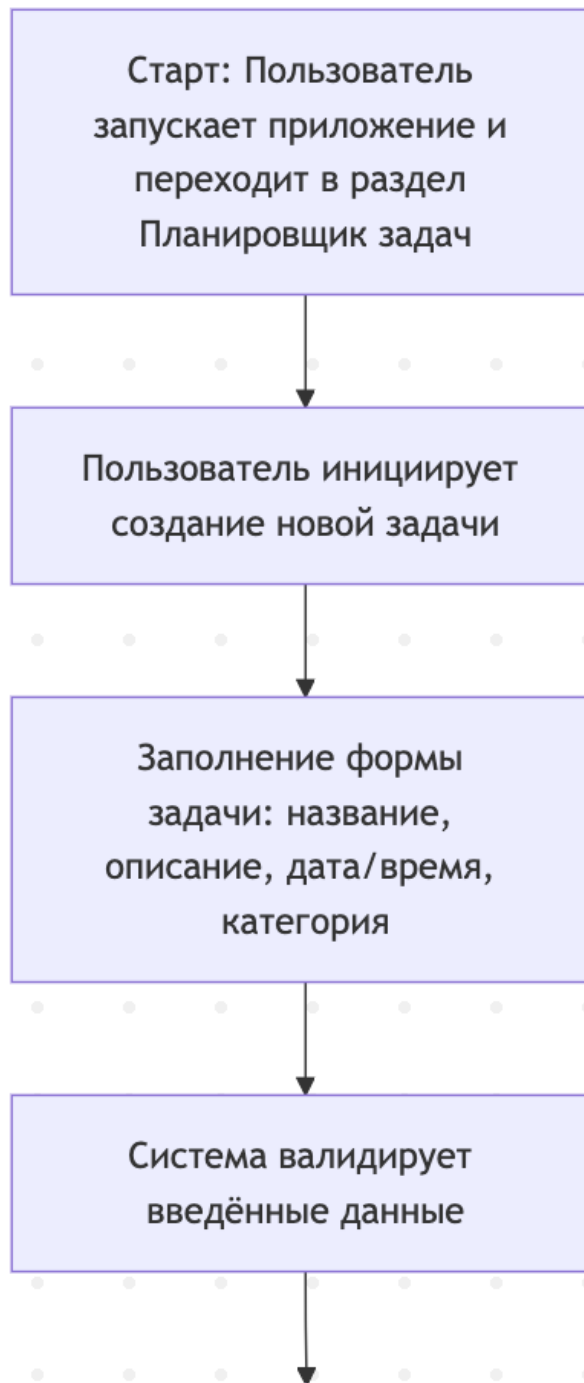 Старт: Пользователь
запускает приложение и
переходит в раздел
Планировщик задач
Пользователь инициирует
создание новой задачи
Заполнение формы
задачи: название,
описание, дата/время,
категория
Система валидирует
введённые данные